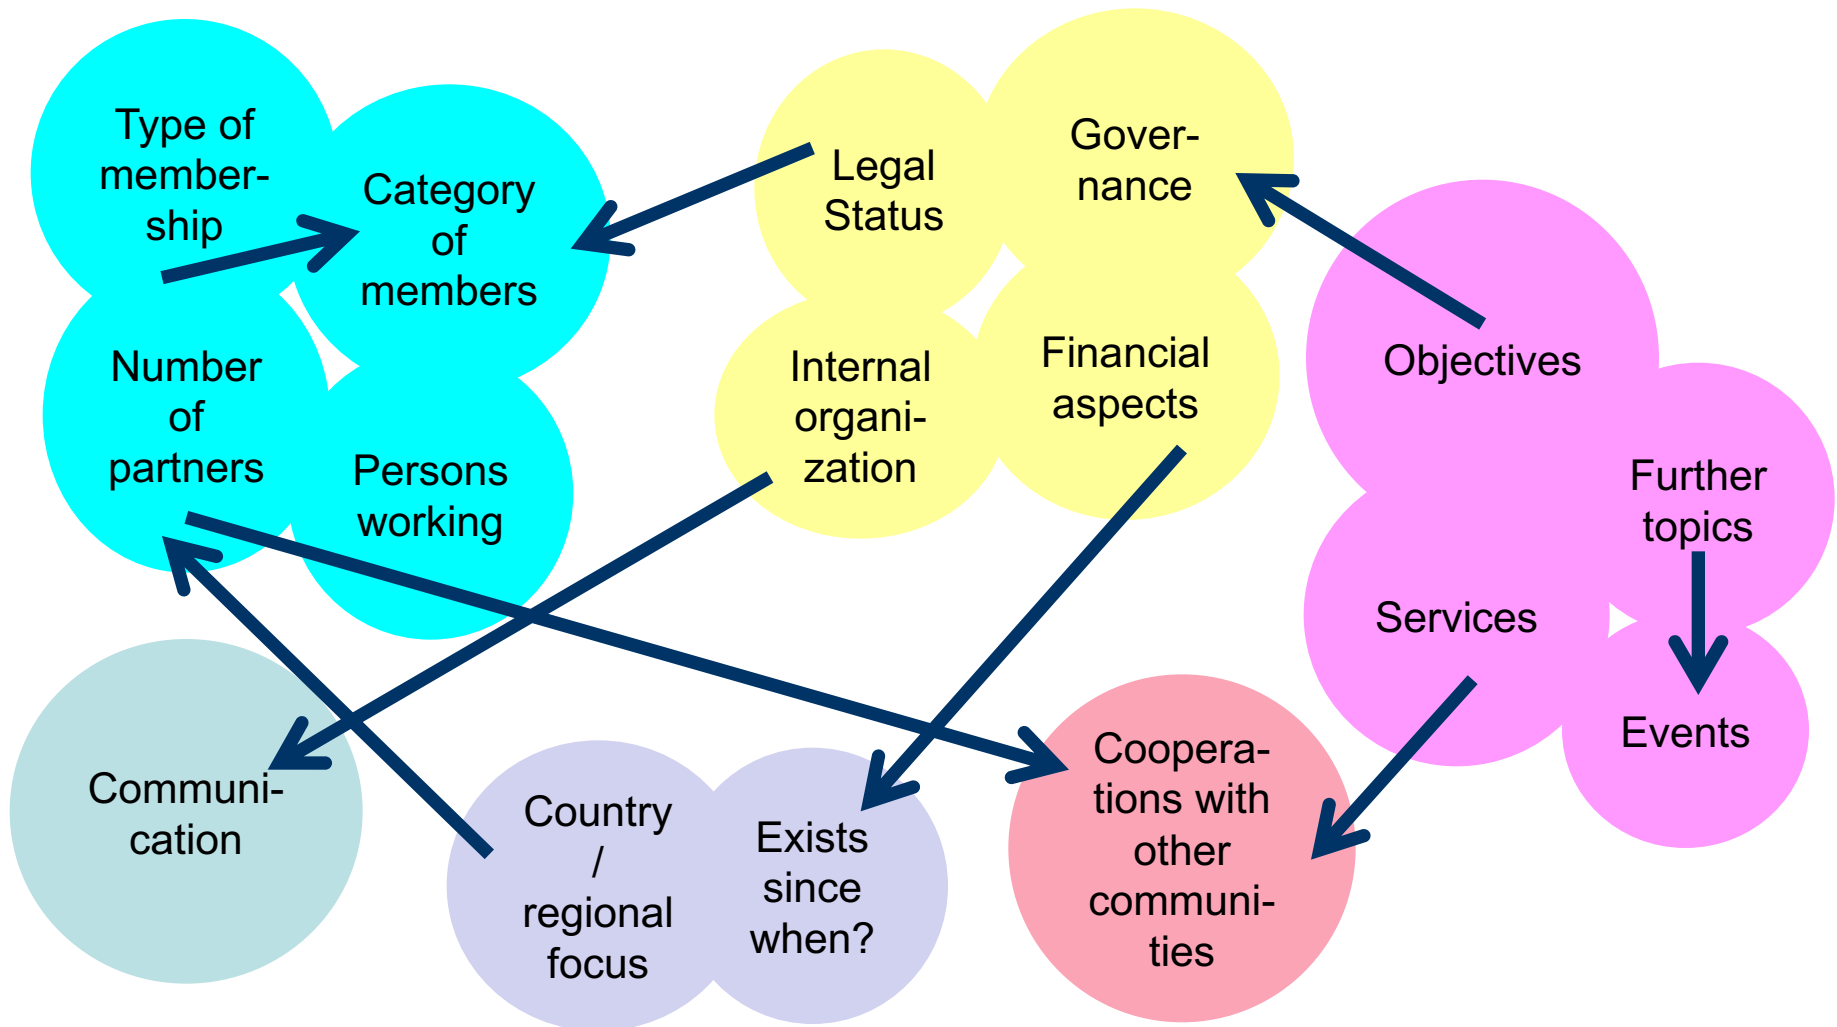 Type of
member-
ship
Category
of
members
Number
of
partners
Persons
working
Legal
Status
Gover-
nance
Internal
organi-
zation
Financial
aspects
Objectives
Further
topics
Services
Events
Communi-
cation
Country
/
regional
focus
Exists
since
when?
Coopera-
tions with
other
communi-
ties